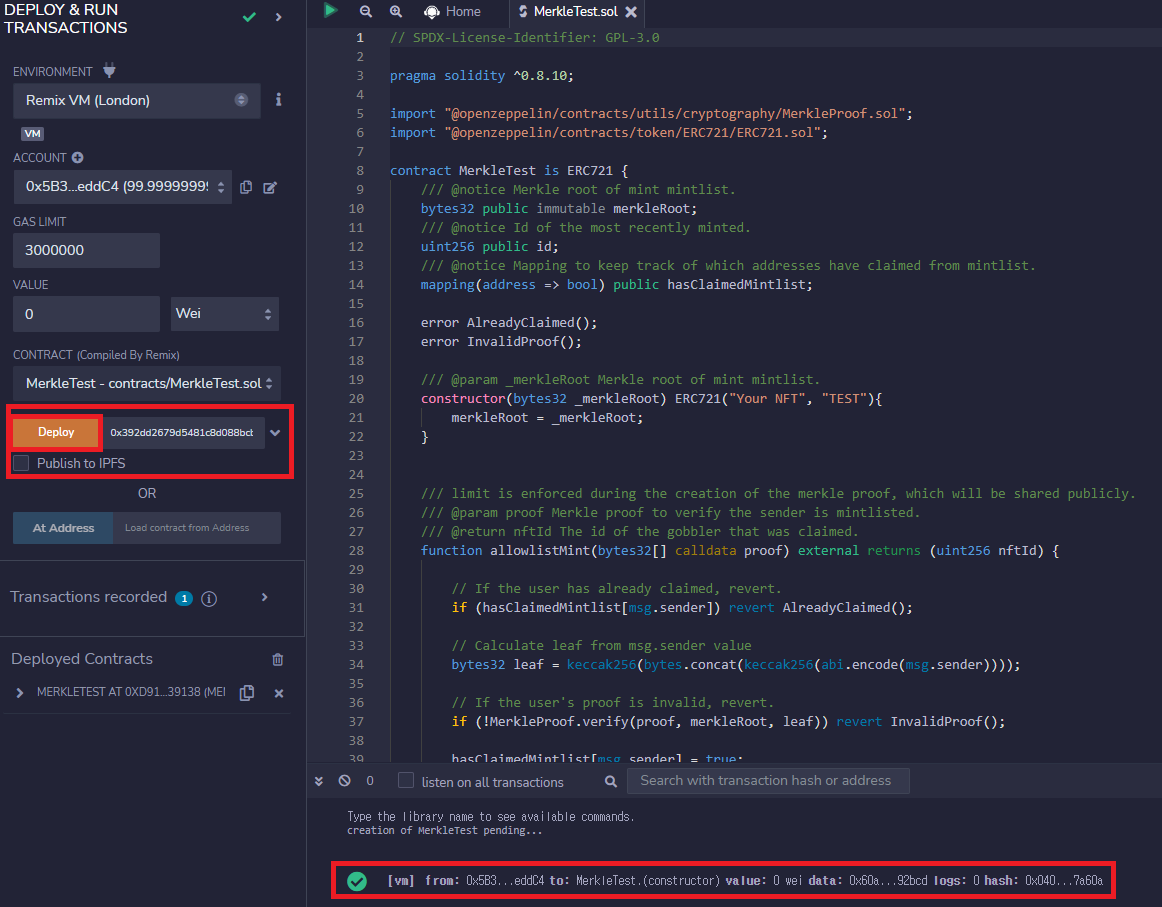 DEPLOY & RUN
TRANSACTIONS
ENVIRONMENT
Remix VM (London)
VM
ACCOUNT
0x5B3...eddC4 (99.9999999
GAS LIMIT
3000000
VALUE
0
Wei
CONTRACT (Compiled By Remix)
MerkleTest - contracts/MerkleTest.sol
Deploy
0x392dd2679d5481c8d088bct
Publish to IPFS
OR
At Address
Load contract from Address
Transactions recorded 1 i
Deployed Contracts
MERKLETEST AT 0XD91...39138 (MEI
Home
MerkleTest.sol
1 // SPDX-License-Identifier: GPL-3.0
2
3 pragma solidity ^0.8.10;
4
5 import "@openzeppelin/contracts/utils/cryptography/MerkleProof.sol";
6 import "@openzeppelin/contracts/token/ERC721/ERC721.sol";
7
8 contract MerkleTest is ERC721 {
9 /// @notice Merkle root of mint mintlist.
10 bytes32 public immutable merkleRoot;
11 /// @notice Id of the most recently minted.
12 uint256 public id;
13 /// @notice Mapping to keep track of which addresses have claimed from mintlist.
14 mapping(address => bool) public hasClaimedMintlist;
15
16 error AlreadyClaimed();
17 error InvalidProof();
18
19 /// @param _merkleRoot Merkle root of mint mintlist.
20 constructor(bytes32 _merkleRoot) ERC721("Your NFT", "TEST"){
21 merkleRoot = _merkleRoot;
22 }
23
24
25 /// limit is enforced during the creation of the merkle proof, which will be shared publicly.
26 /// @param proof Merkle proof to verify the sender is mintlisted.
27 /// @return nftId The id of the gobbler that was claimed.
28 function allowlistMint(bytes32[] calldata proof) external returns (uint256 nftId) {
29
30 // If the user has already claimed, revert.
31 if (hasClaimedMintlist[msg.sender]) revert AlreadyClaimed();
32
33 // Calculate leaf from msg.sender value
34 bytes32 leaf = keccak256(bytes.concat(keccak256(abi.encode(msg.sender))));
35
36 // If the user's proof is invalid, revert.
37 if (!MerkleProof.verify(proof, merkleRoot, leaf)) revert InvalidProof();
38
39 hasClaimedMintlist[msg.sender] = true;
0
listen on all transactions
Search with transaction hash or address
Type the library name to see available commands.
creation of MerkleTest pending...
[vm] from: 0x5B3...eddC4 to: MerkleTest.(constructor) value: 0 wei data: 0x60a...92bcd logs: 0 hash: 0x040...7a60a